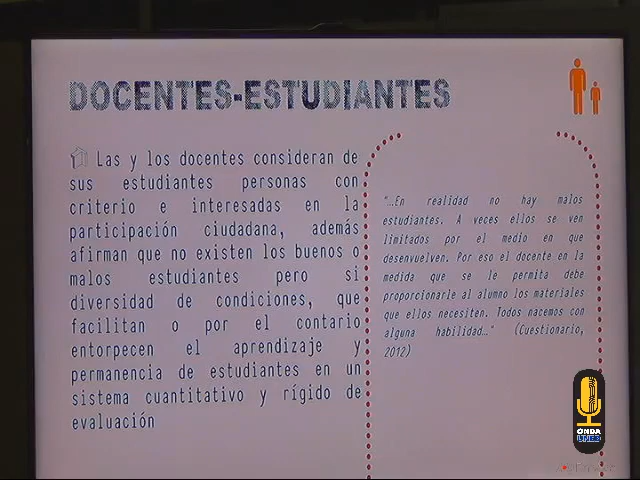 DOCENTES-ESTUDIANTES
Las y los docentes consideran de
sus estudiantes personas con
criterio e interesadas en la
participación ciudadana, además
afirman que no existen los buenos o
malos estudiantes pero si
diversidad de condiciones, que
facilitan o por el contario
entorpecen el aprendizaje y
permanencia de estudiantes en un
sistema cuantitativo y rígido de
evaluación
"…En realidad no hay malos
estudiantes. A veces ellos se ven
limitados por el medio en que
desenvuelven. Por eso el docente en la
medida que se le permita debe
proporcionarle al alumno los materiales
que ellos necesiten. Todos nacemos con
alguna habilidad…" (Cuestionario,
2012)
ONDA
UNED